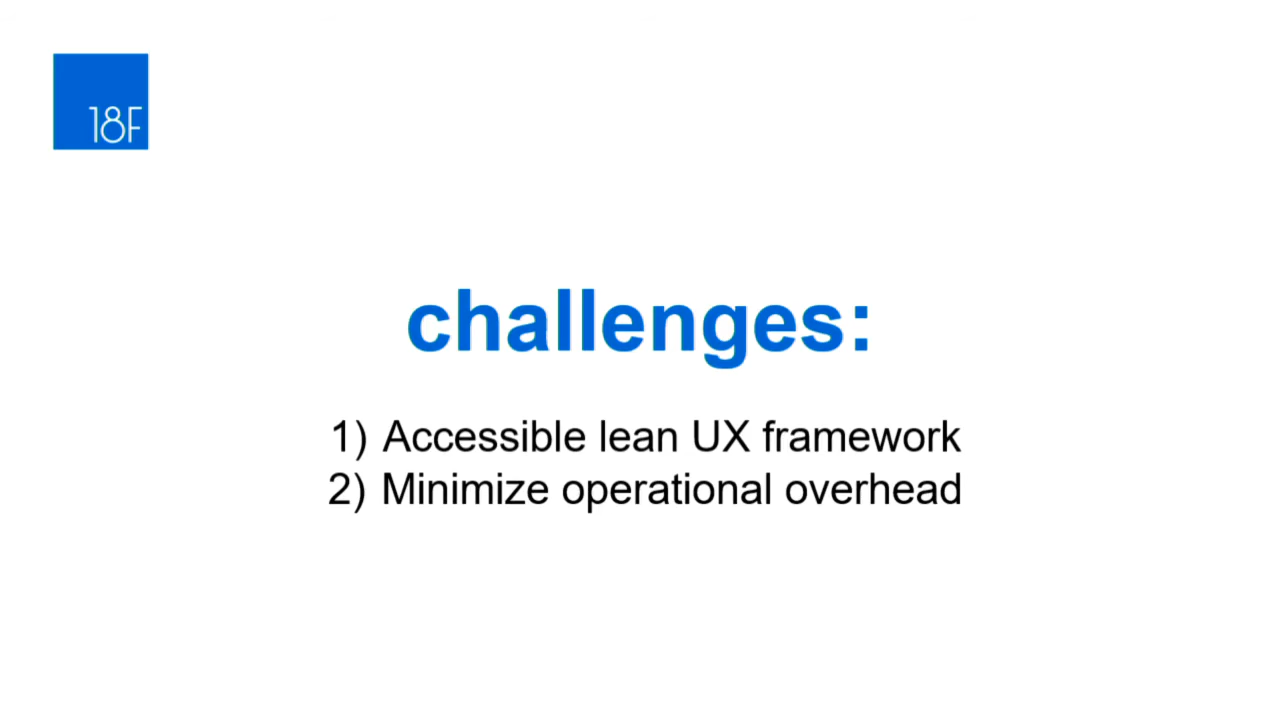 18F
challenges:
1) Accessible lean UX framework
2) Minimize operational overhead